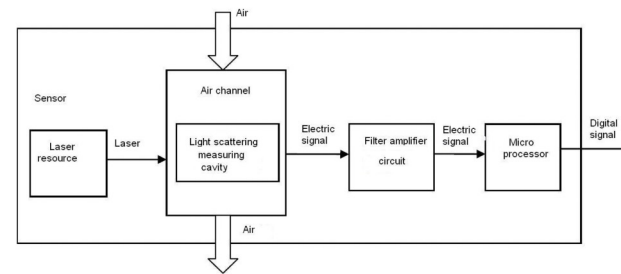 Air
Sensor
Air channel
Laser
resource
Laser
Light scattering
measuring
cavity
Electric
signal
Filter amplifier
circuit
Electric
signal
Micro
processor
Digital
signal
Air